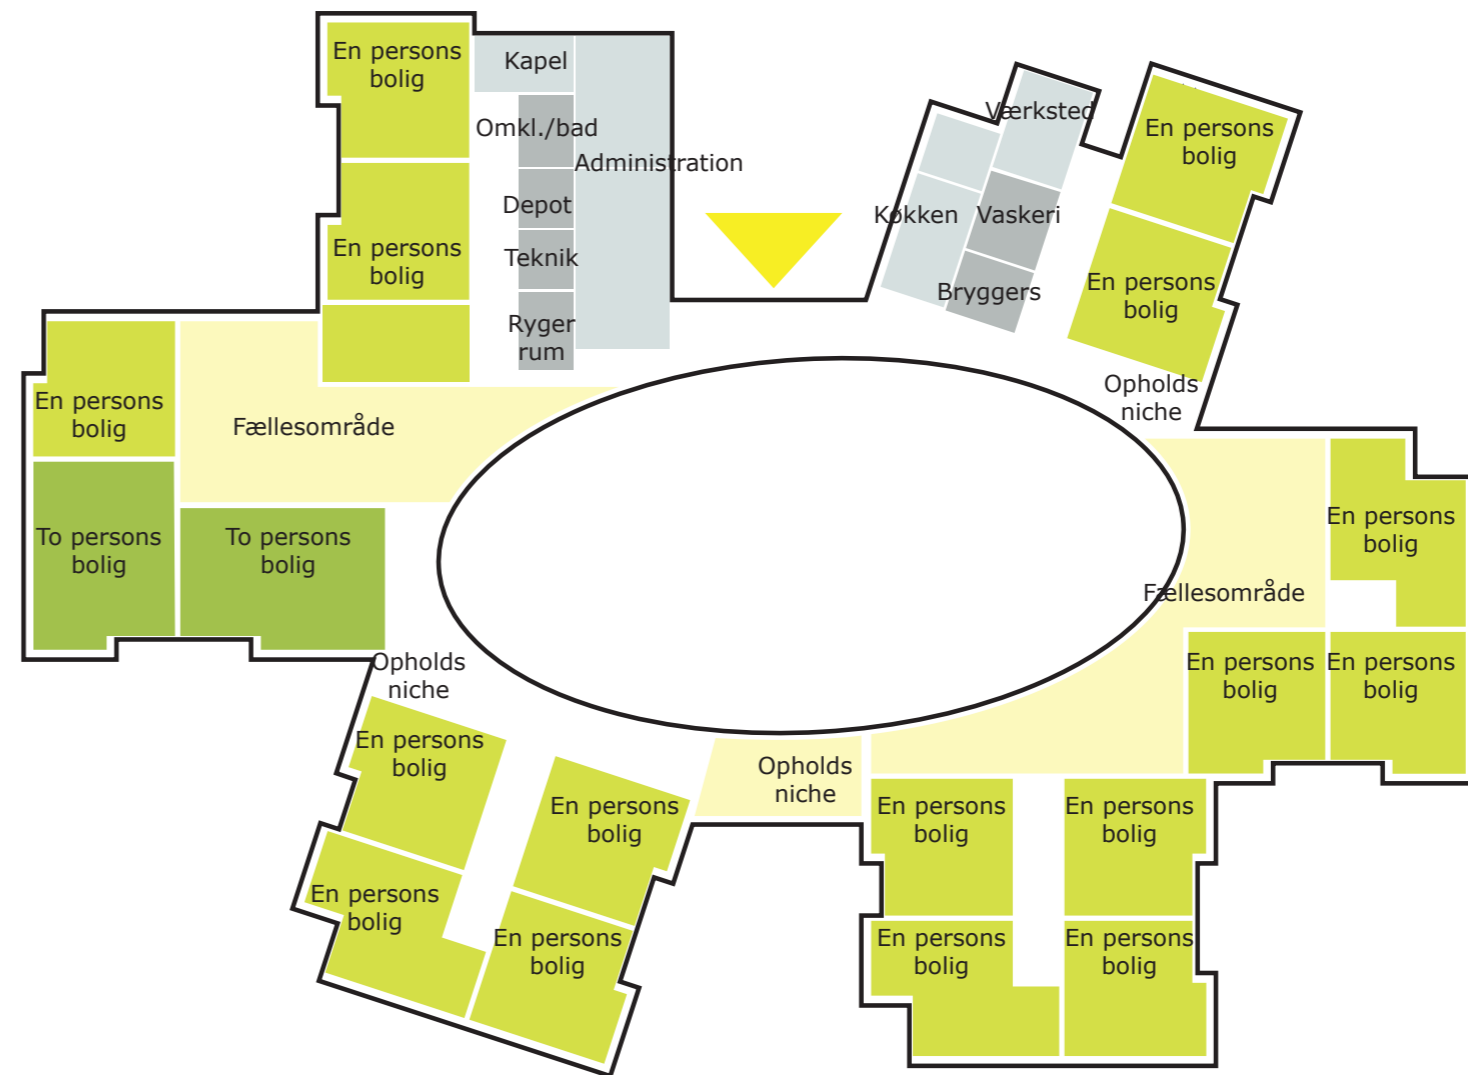 En persons
bolig
Kapel
Omkl./bad
Administration
Depot
Teknik
Ryger
rum
En persons
bolig
Værksted
Køkken
Vaskeri
Bryggers
En persons
bolig
En persons
bolig
Opholds
niche
En persons
bolig
Fællesområde
To persons
bolig
To persons
bolig
Opholds
niche
En persons
bolig
Fællesområde
En persons
bolig
En persons
bolig
En persons
bolig
En persons
bolig
Opholds
niche
En persons
bolig
En persons
bolig
En persons
bolig
En persons
bolig
En persons
bolig
En persons
bolig